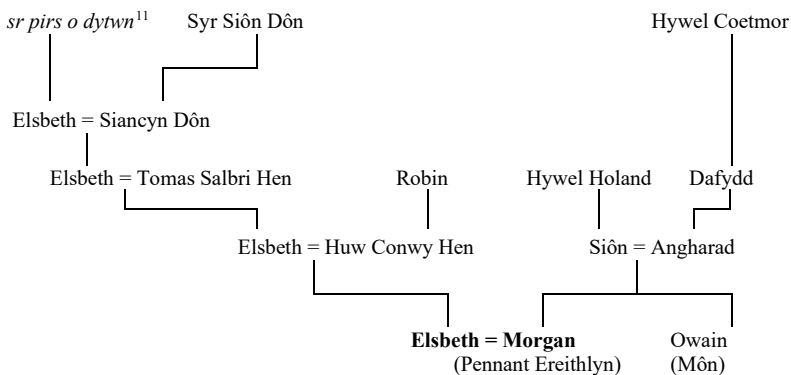 sr pirs o dytwn11 Syr Siôn Dôn Hywel Coetmor
Elsbeth = Siancyn Dôn
Elsbeth = Tomas Salbri Hen Robin Hywel Holand Dafydd
Elsbeth = Huw Conwy Hen Siôn = Angharad
Elsbeth = Morgan Owain
(Pennant Ereithlyn) (Môn)